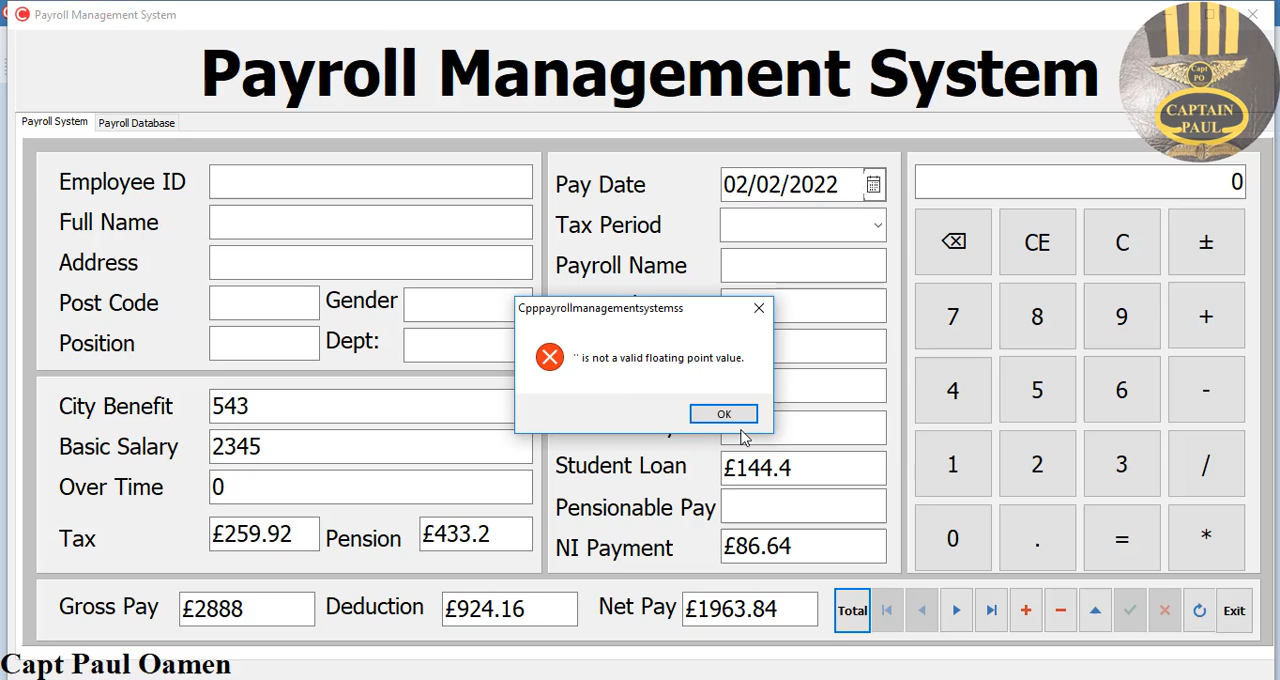 Payroll Management System
Payroll Management System
Capt
PO
CAPTAIN
PAUL
Payroll System
Payroll Database
Employee ID
Full Name
Address
Post Code
Gender
Position
Dept:
City Benefit 543
Basic Salary 2345
Over Time 0
Tax £259.92 Pension £433.2
Pay Date 02/02/2022
Tax Period
Payroll Name
Student Loan £144.4
Pensionable Pay
NI Payment £86.64
Cpppayrollmanagementsystemss
'' is not a valid floating point value.
OK
0
CE C ±
7 8 9 +
4 5 6 -
1 2 3 /
0 . = *
Gross Pay £2888 Deduction £924.16 Net Pay £1963.84 Total Exit
Capt Paul Oamen